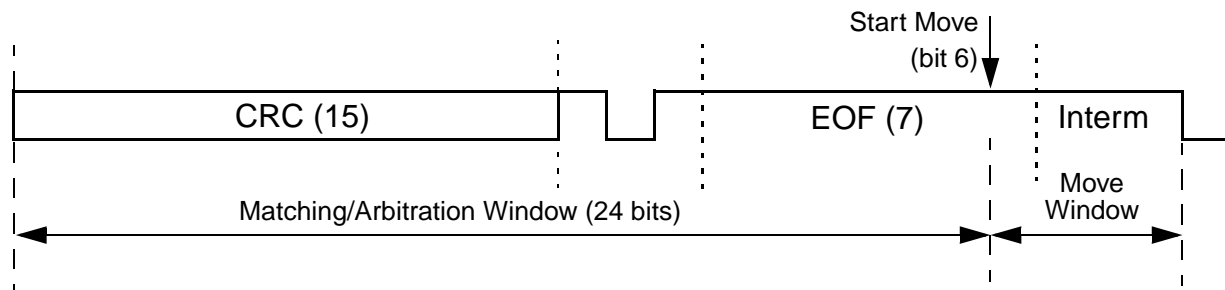 Start Move
(bit 6)
CRC (15)
EOF (7)
Interm
Matching/Arbitration Window (24 bits)
Move
Window